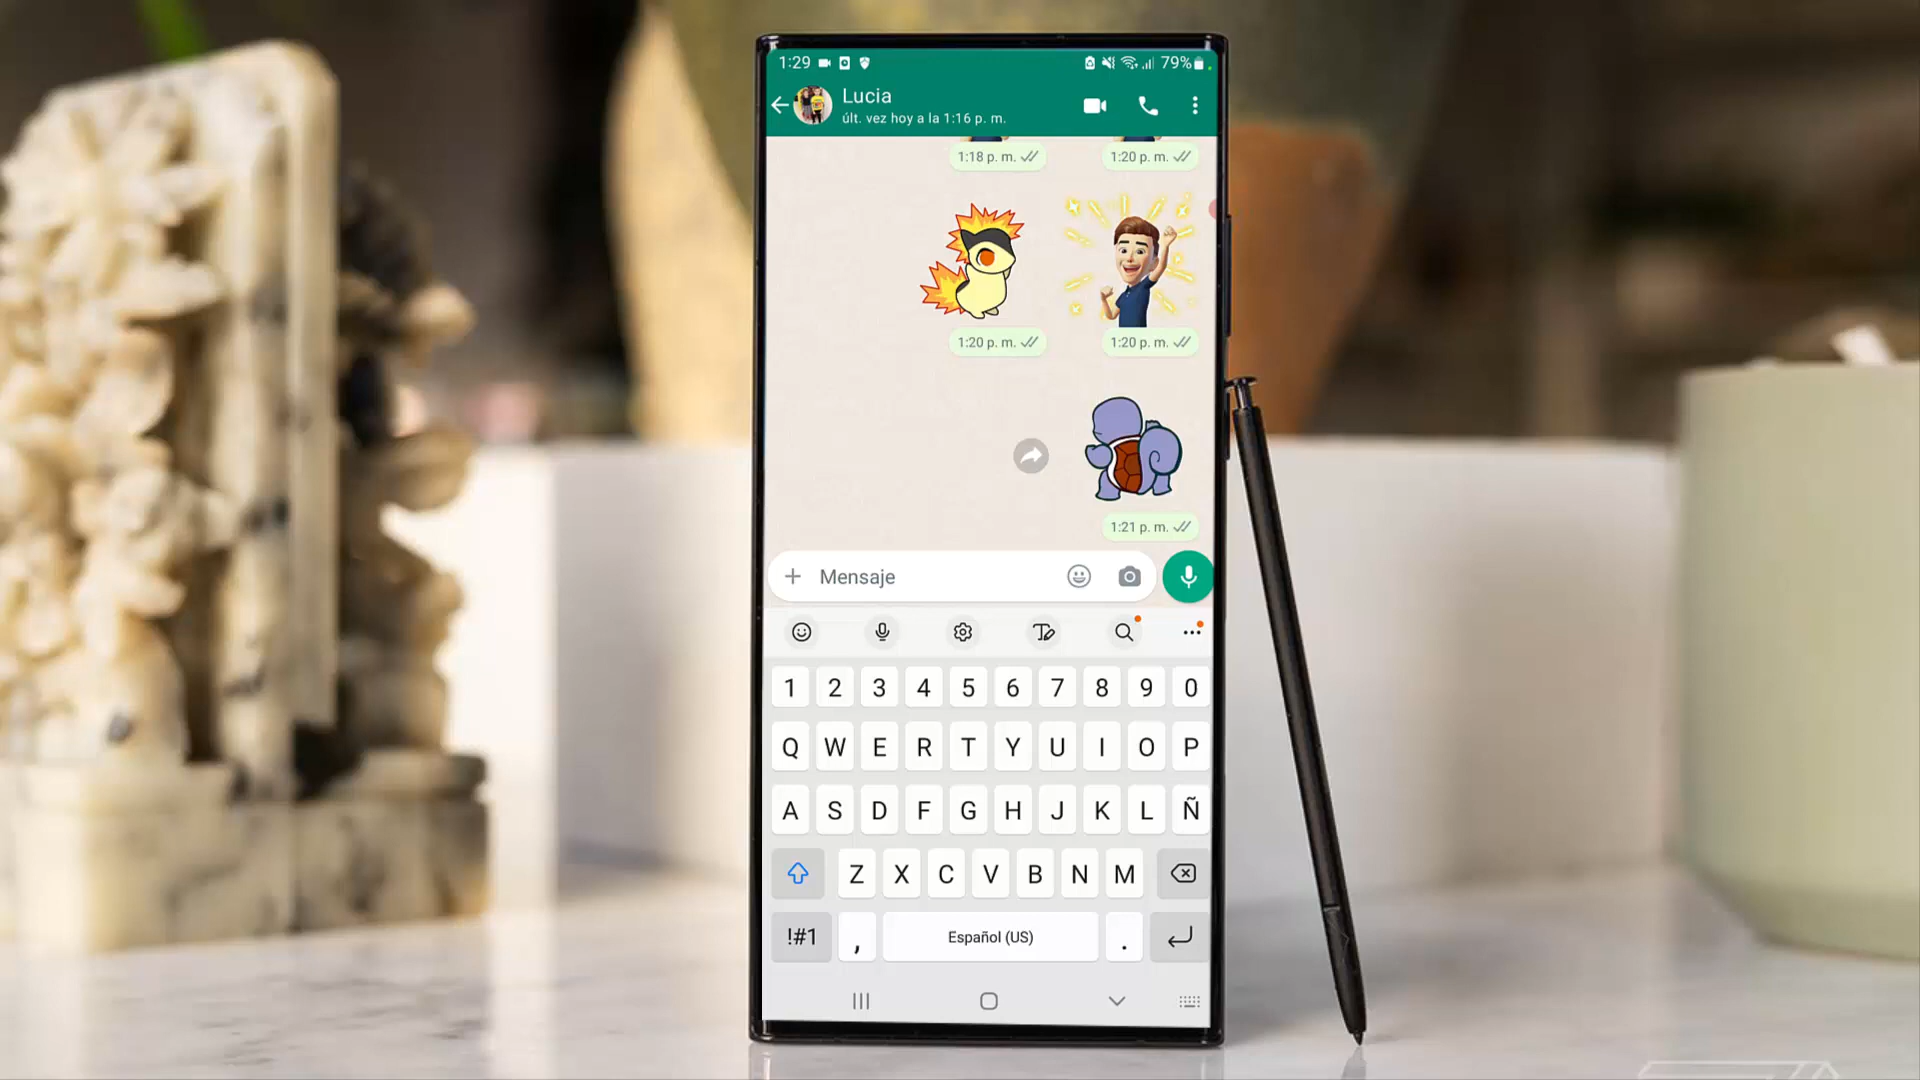 1:29
79%
Lucia
últ. vez hoy a la 1:16 p. m.
1:18 p. m.
1:20 p. m.
1:20 p. m.
1:20 p. m.
1:21 p. m.
Mensaje
1 2 3 4 5 6 7 8 9 0
Q W E R T Y U I O P
A S D F G H J K L Ñ
Z X C V B N M
!#1 , Español (US) .